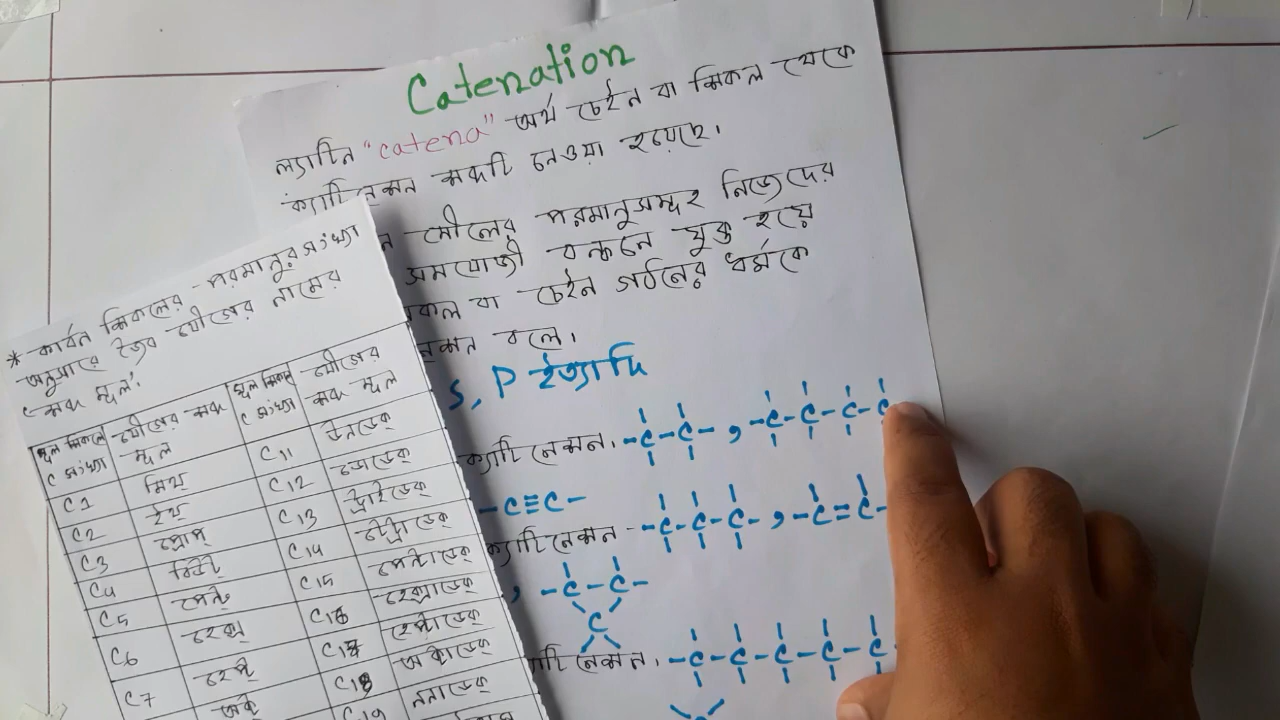 Catenation
ল্যাটিন "catena" অর্থ চেইন বা শিকল থেকে
ক্যাটিনেশন শব্দটি নেওয়া হয়েছে।
মৌলের পরমানুসমূহ নিজেদের
সমযোজী বন্ধনে যুক্ত হয়ে
বা চেইন গঠনের ধর্মকে
বলে।
S, P ইত্যাদি
ক্যাটিনেশন। -C-C- , -C-C-C-C
-C≡C-
ক্যাটিনেশন - -C-C-C- , -C=C-
, -C-C-
C
-C-C-C-C-C
* কার্বন শিকলের পরমানুর সংখ্যা
অনুসারে জৈব যৌগের নামের
শব্দ মূল।
মূল শিকলে C সংখ্যা যৌগের শব্দ মূল মূল শিকলে C সংখ্যা যৌগের শব্দ মূল
C1 মিথ্ C11 উনডেক্
C2 ইথ্ C12 ডোডেক্
C3 প্রোপ্ C13 ট্রাইডেক্
C4 বিউট্ C14 টেট্রাডেক্
C5 পেন্ট্ C15 পেন্টাডেক্
C6 হেক্স্ C16 হেক্সাডেক্
C7 হেপ্ট্ C17 হেপ্টাডেক্
অক্ট্ C18 অক্টাডেক্
C19 ননাডেক্